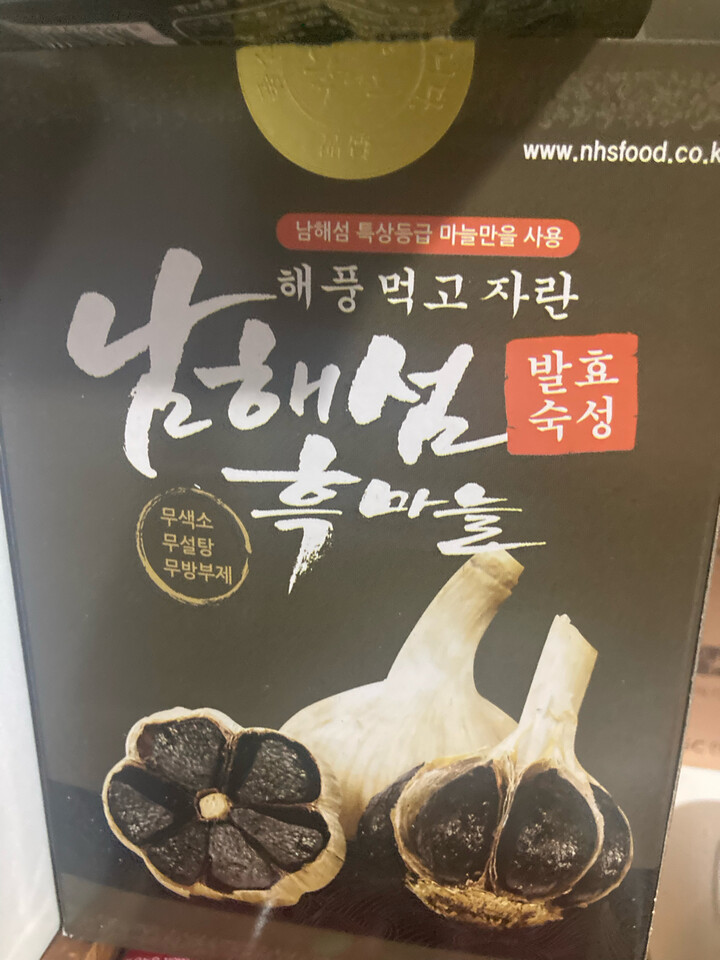 www.nhsfood.co.k
남해섬 특상등급 마늘만을 사용
해풍 먹고 자란
남해섬
발효
숙성
흑마늘
무색소
무설탕
무방부제